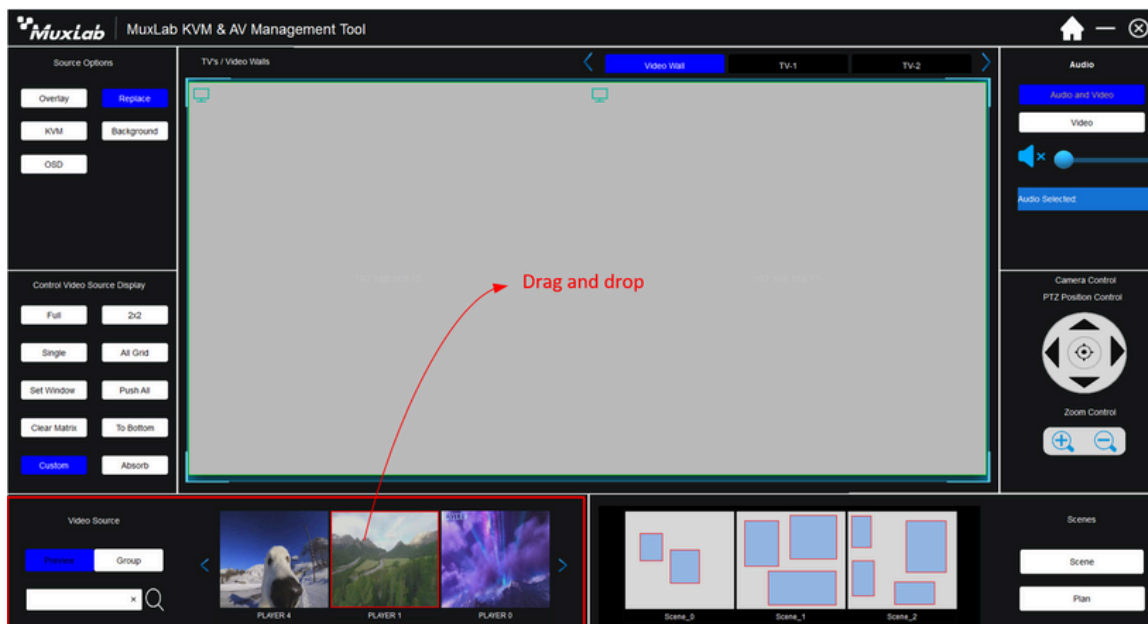 MuxLab
MuxLab KVM & AV Management Tool
Source Options
Overlay
Replace
KVM
Background
OSD
TV's / Video Walls
Video Wall
TV-1
TV-2
Audio
Audio and Video
Video
Audio Selected:
Control Video Source Display
Full
2x2
Single
All Grid
Set Window
Push All
Clear Matrix
To Bottom
Custom
Absorb
Drag and drop
Camera Control
PTZ Position Control
Zoom Control
Video Source
Preview
Group
PLAYER 4
PLAYER 1
PLAYER 0
Scene_0
Scene_1
Scene_2
Scenes
Scene
Plan